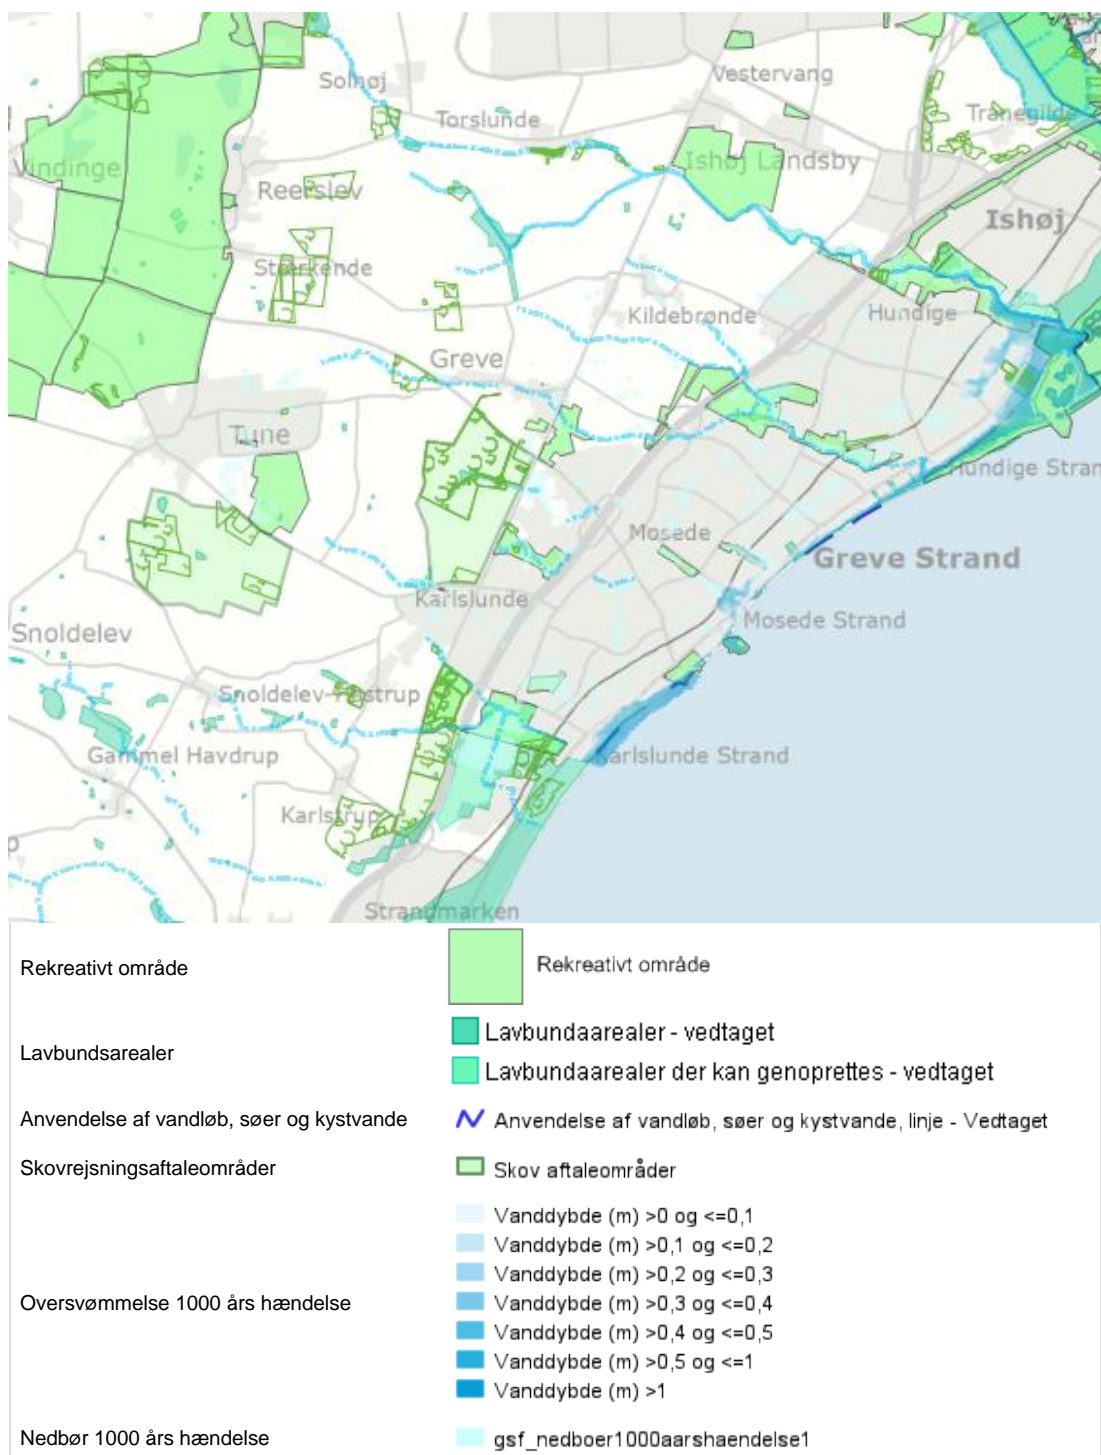 Solhøj
Vestervang
Torslunde
Tranegilde
Vindinge
Ishøj Landsby
Reerslev
Ishøj
Stærkende
Kildebrønde
Hundige
Greve
Tune
Hundige Stran
Mosede
Greve Strand
Karlslunde
Mosede Strand
Snoldelev
Snoldelev-Hastrup
Gammel Havdrup
Karlslunde Strand
Karlstrup
Strandmarken
Rekreativt område
Rekreativt område
Lavbundsarealer
Lavbundaarealer - vedtaget
Lavbundaarealer der kan genoprettes - vedtaget
Anvendelse af vandløb, søer og kystvande
Anvendelse af vandløb, søer og kystvande, linje - Vedtaget
Skovrejsningsaftaleområder
Skov aftaleområder
Oversvømmelse 1000 års hændelse
Vanddybde (m) >0 og <=0,1
Vanddybde (m) >0,1 og <=0,2
Vanddybde (m) >0,2 og <=0,3
Vanddybde (m) >0,3 og <=0,4
Vanddybde (m) >0,4 og <=0,5
Vanddybde (m) >0,5 og <=1
Vanddybde (m) >1
Nedbør 1000 års hændelse
gsf_nedboer1000aarshaendelse1